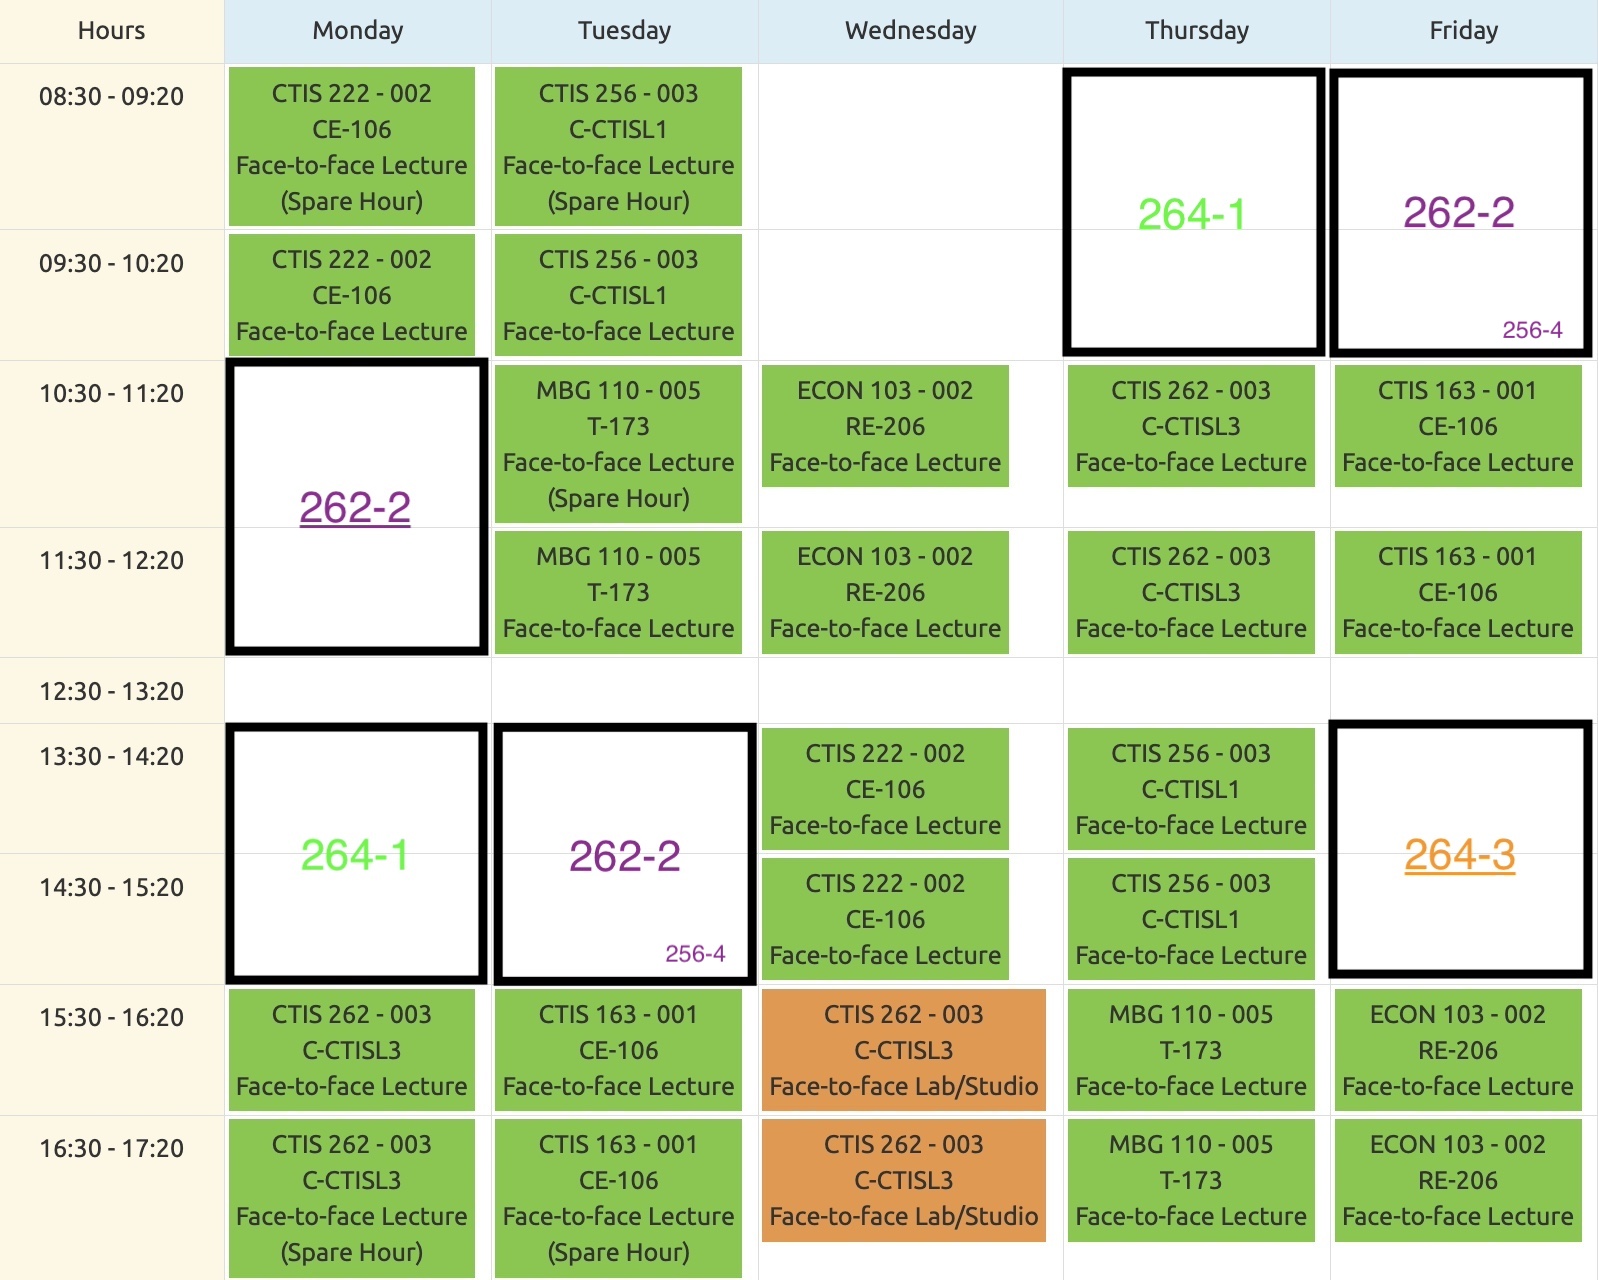 Hours
Monday
Tuesday
Wednesday
Thursday
Friday
08:30 - 09:20
CTIS 222 - 002
CE-106
Face-to-face Lecture
(Spare Hour)
CTIS 256 - 003
C-CTISL1
Face-to-face Lecture
(Spare Hour)
264-1
262-2
256-4
09:30 - 10:20
CTIS 222 - 002
CE-106
Face-to-face Lecture
CTIS 256 - 003
C-CTISL1
Face-to-face Lecture
10:30 - 11:20
262-2
MBG 110 - 005
T-173
Face-to-face Lecture
(Spare Hour)
ECON 103 - 002
RE-206
Face-to-face Lecture
CTIS 262 - 003
C-CTISL3
Face-to-face Lecture
CTIS 163 - 001
CE-106
Face-to-face Lecture
11:30 - 12:20
MBG 110 - 005
T-173
Face-to-face Lecture
ECON 103 - 002
RE-206
Face-to-face Lecture
CTIS 262 - 003
C-CTISL3
Face-to-face Lecture
CTIS 163 - 001
CE-106
Face-to-face Lecture
12:30 - 13:20
13:30 - 14:20
264-1
262-2
256-4
CTIS 222 - 002
CE-106
Face-to-face Lecture
CTIS 256 - 003
C-CTISL1
Face-to-face Lecture
264-3
14:30 - 15:20
CTIS 222 - 002
CE-106
Face-to-face Lecture
CTIS 256 - 003
C-CTISL1
Face-to-face Lecture
15:30 - 16:20
CTIS 262 - 003
C-CTISL3
Face-to-face Lecture
CTIS 163 - 001
CE-106
Face-to-face Lecture
CTIS 262 - 003
C-CTISL3
Face-to-face Lab/Studio
MBG 110 - 005
T-173
Face-to-face Lecture
ECON 103 - 002
RE-206
Face-to-face Lecture
16:30 - 17:20
CTIS 262 - 003
C-CTISL3
Face-to-face Lecture
(Spare Hour)
CTIS 163 - 001
CE-106
Face-to-face Lecture
(Spare Hour)
CTIS 262 - 003
C-CTISL3
Face-to-face Lab/Studio
MBG 110 - 005
T-173
Face-to-face Lecture
ECON 103 - 002
RE-206
Face-to-face Lecture